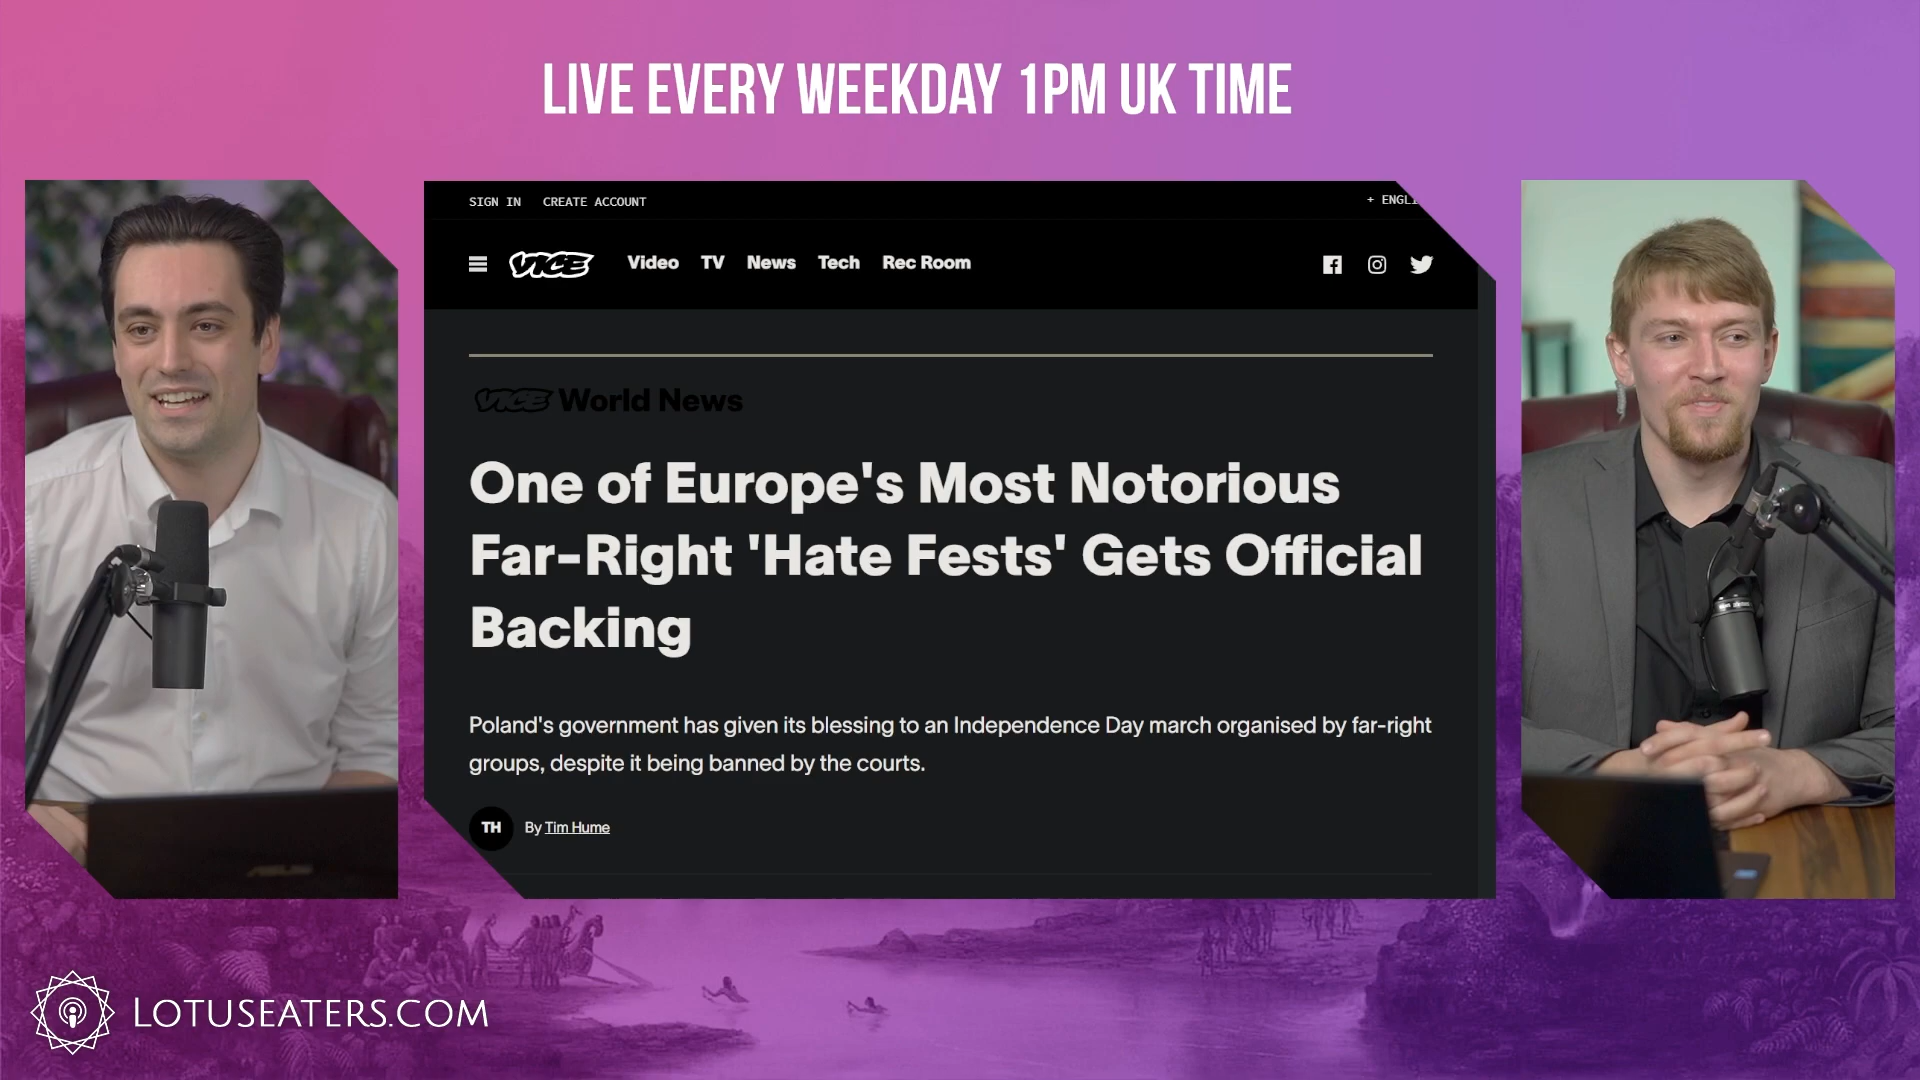 LIVE EVERY WEEKDAY 1PM UK TIME
SIGN IN CREATE ACCOUNT
VICE Video TV News Tech Rec Room
VICE World News
One of Europe's Most Notorious
Far-Right 'Hate Fests' Gets Official
Backing
Poland's government has given its blessing to an Independence Day march organised by far-right
groups, despite it being banned by the courts.
TH By Tim Hume
LOTUSEATERS.COM